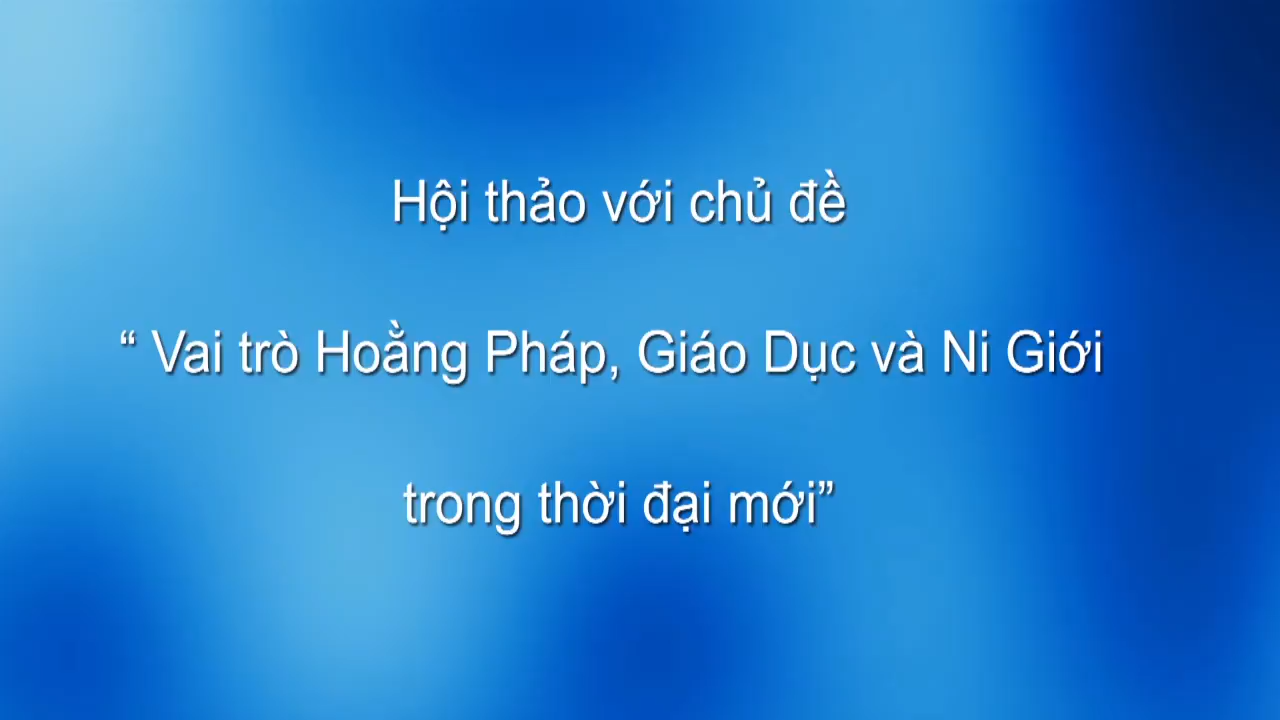 Hội thảo với chủ đề
“ Vai trò Hoằng Pháp, Giáo Dục và Ni Giới
trong thời đại mới”